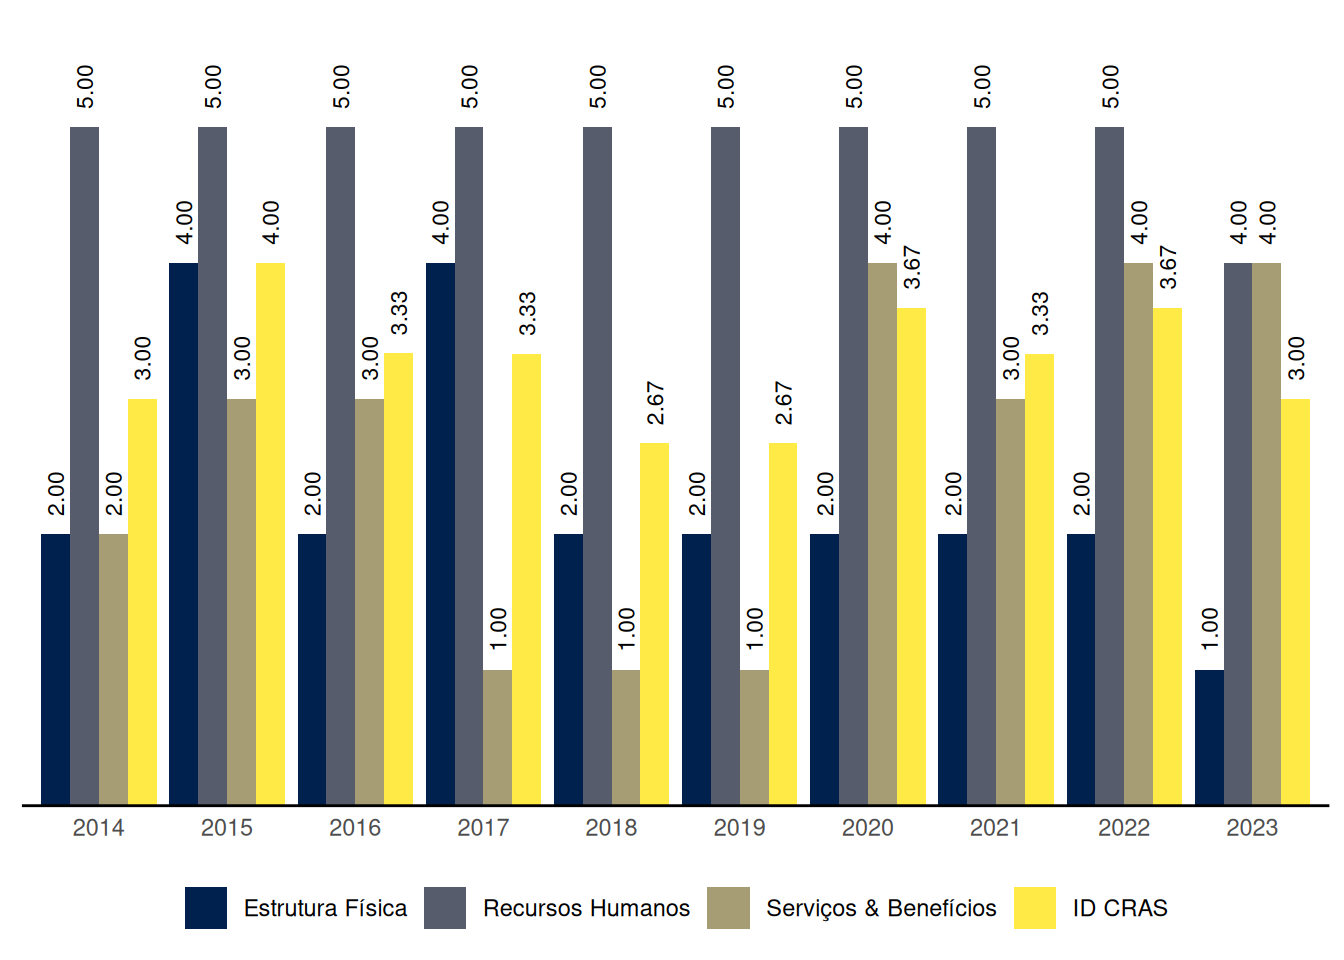 5.00 5.00 5.00 5.00 5.00 5.00 5.00 5.00 5.00
4.00 4.00 4.00 4.00 4.00 4.00 4.00
3.67 3.67
3.33 3.33 3.33
3.00 3.00 3.00 3.00 3.00
2.67 2.67
2.00 2.00 2.00 2.00 2.00 2.00 2.00 2.00
1.00 1.00 1.00 1.00
2014 2015 2016 2017 2018 2019 2020 2021 2022 2023
Estrutura Física Recursos Humanos Serviços & Benefícios ID CRAS